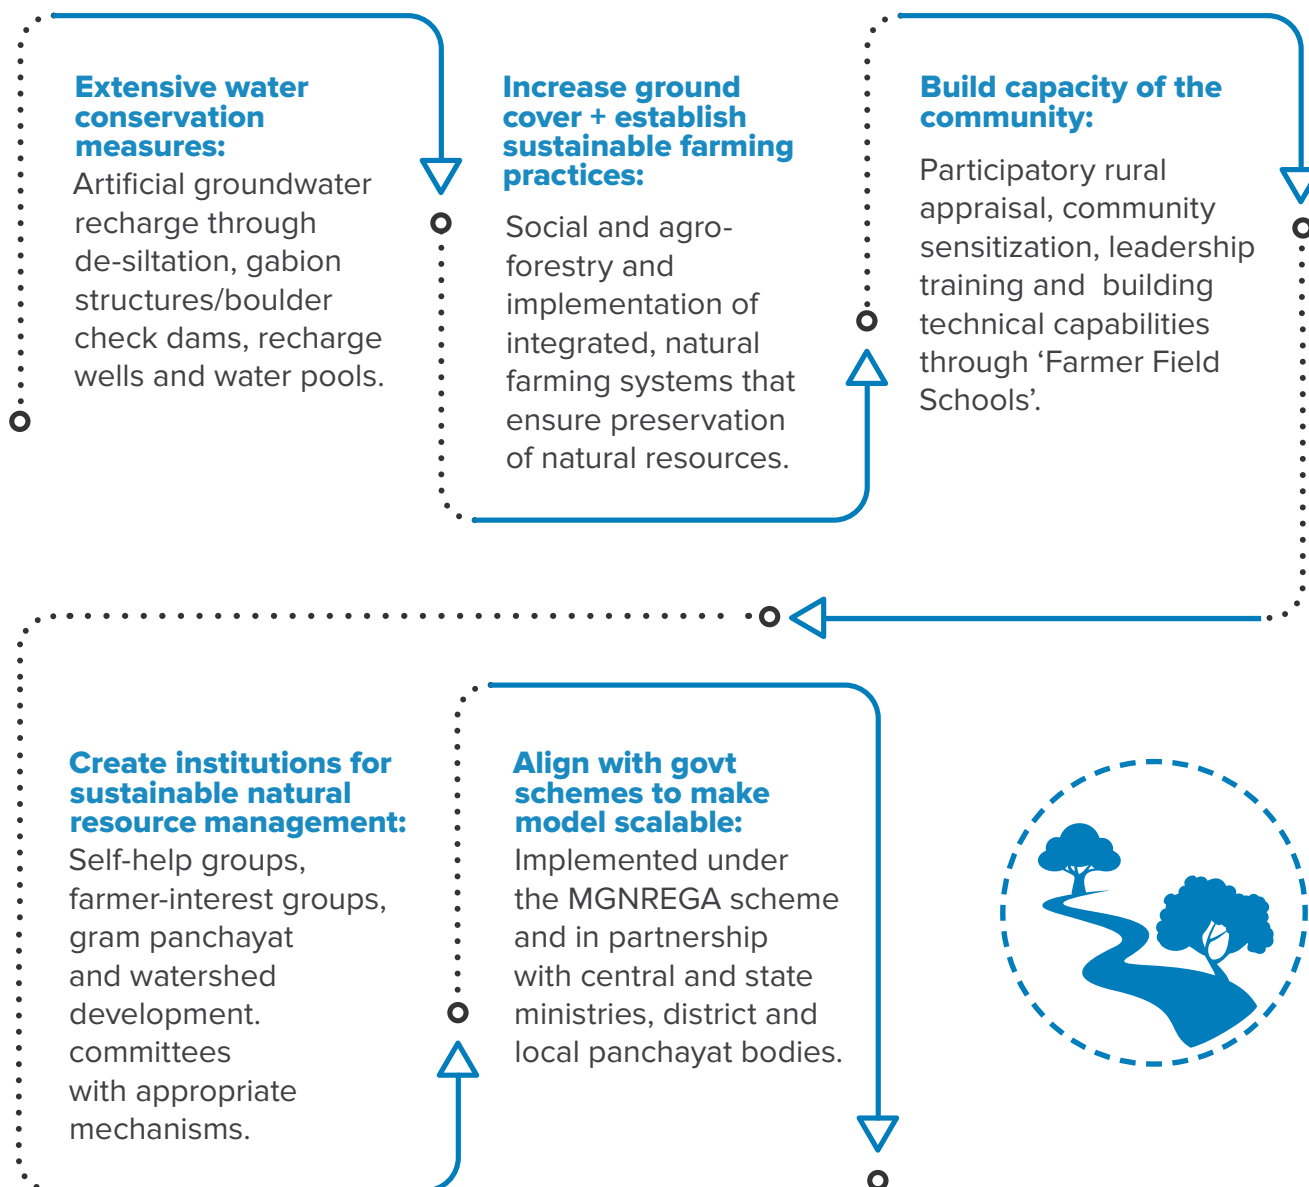 Extensive water
conservation
measures:
Artificial groundwater
recharge through
de-siltation, gabion
structures/boulder
check dams, recharge
wells and water pools.
Increase ground
cover + establish
sustainable farming
practices:
Social and agro-
forestry and
implementation of
integrated, natural
farming systems that
ensure preservation
of natural resources.
Build capacity of the
community:
Participatory rural
appraisal, community
sensitization, leadership
training and building
technical capabilities
through ‘Farmer Field
Schools’.
Create institutions for
sustainable natural
resource management:
Self-help groups,
farmer-interest groups,
gram panchayat
and watershed
development.
committees
with appropriate
mechanisms.
Align with govt
schemes to make
model scalable:
Implemented under
the MGNREGA scheme
and in partnership
with central and state
ministries, district and
local panchayat bodies.